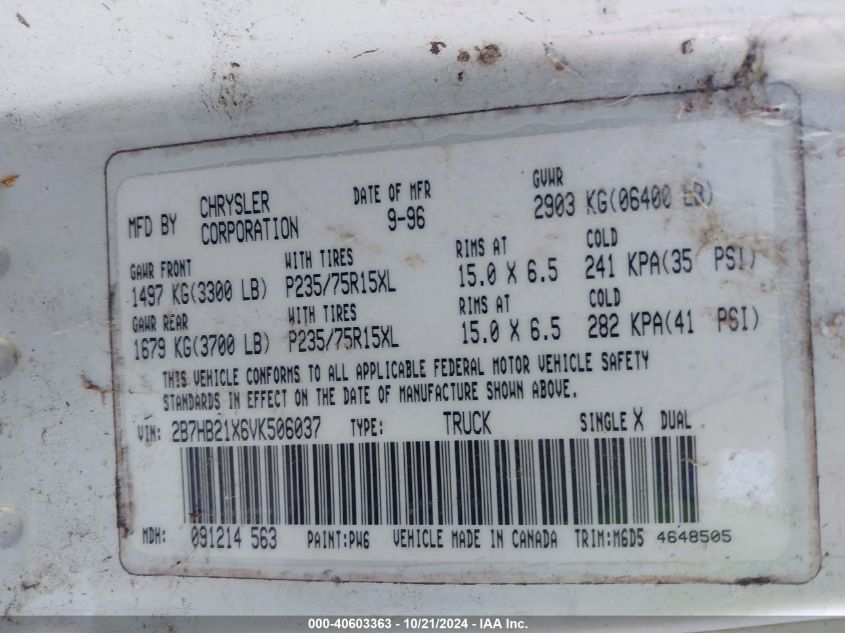 MFD BY CHRYSLER CORPORATION DATE OF MFR 9-96 GVWR 2903 KG(06400 LB)
GAWR FRONT WITH TIRES RIMS AT COLD
1497 KG(3300 LB) P235/75R15XL 15.0 X 6.5 241 KPA(35 PSI)
GAWR REAR WITH TIRES RIMS AT COLD
1679 KG(3700 LB) P235/75R15XL 15.0 X 6.5 282 KPA(41 PSI)
THIS VEHICLE CONFORMS TO ALL APPLICABLE FEDERAL MOTOR VEHICLE SAFETY
STANDARDS IN EFFECT ON THE DATE OF MANUFACTURE SHOWN ABOVE.
VIN: 2B7HB21X6VK506037 TYPE: TRUCK SINGLE X DUAL
MDH: 091214 563 PAINT:PW6 VEHICLE MADE IN CANADA TRIM:M6D5 4648505
000-40603363 - 10/21/2024 - IAA Inc.